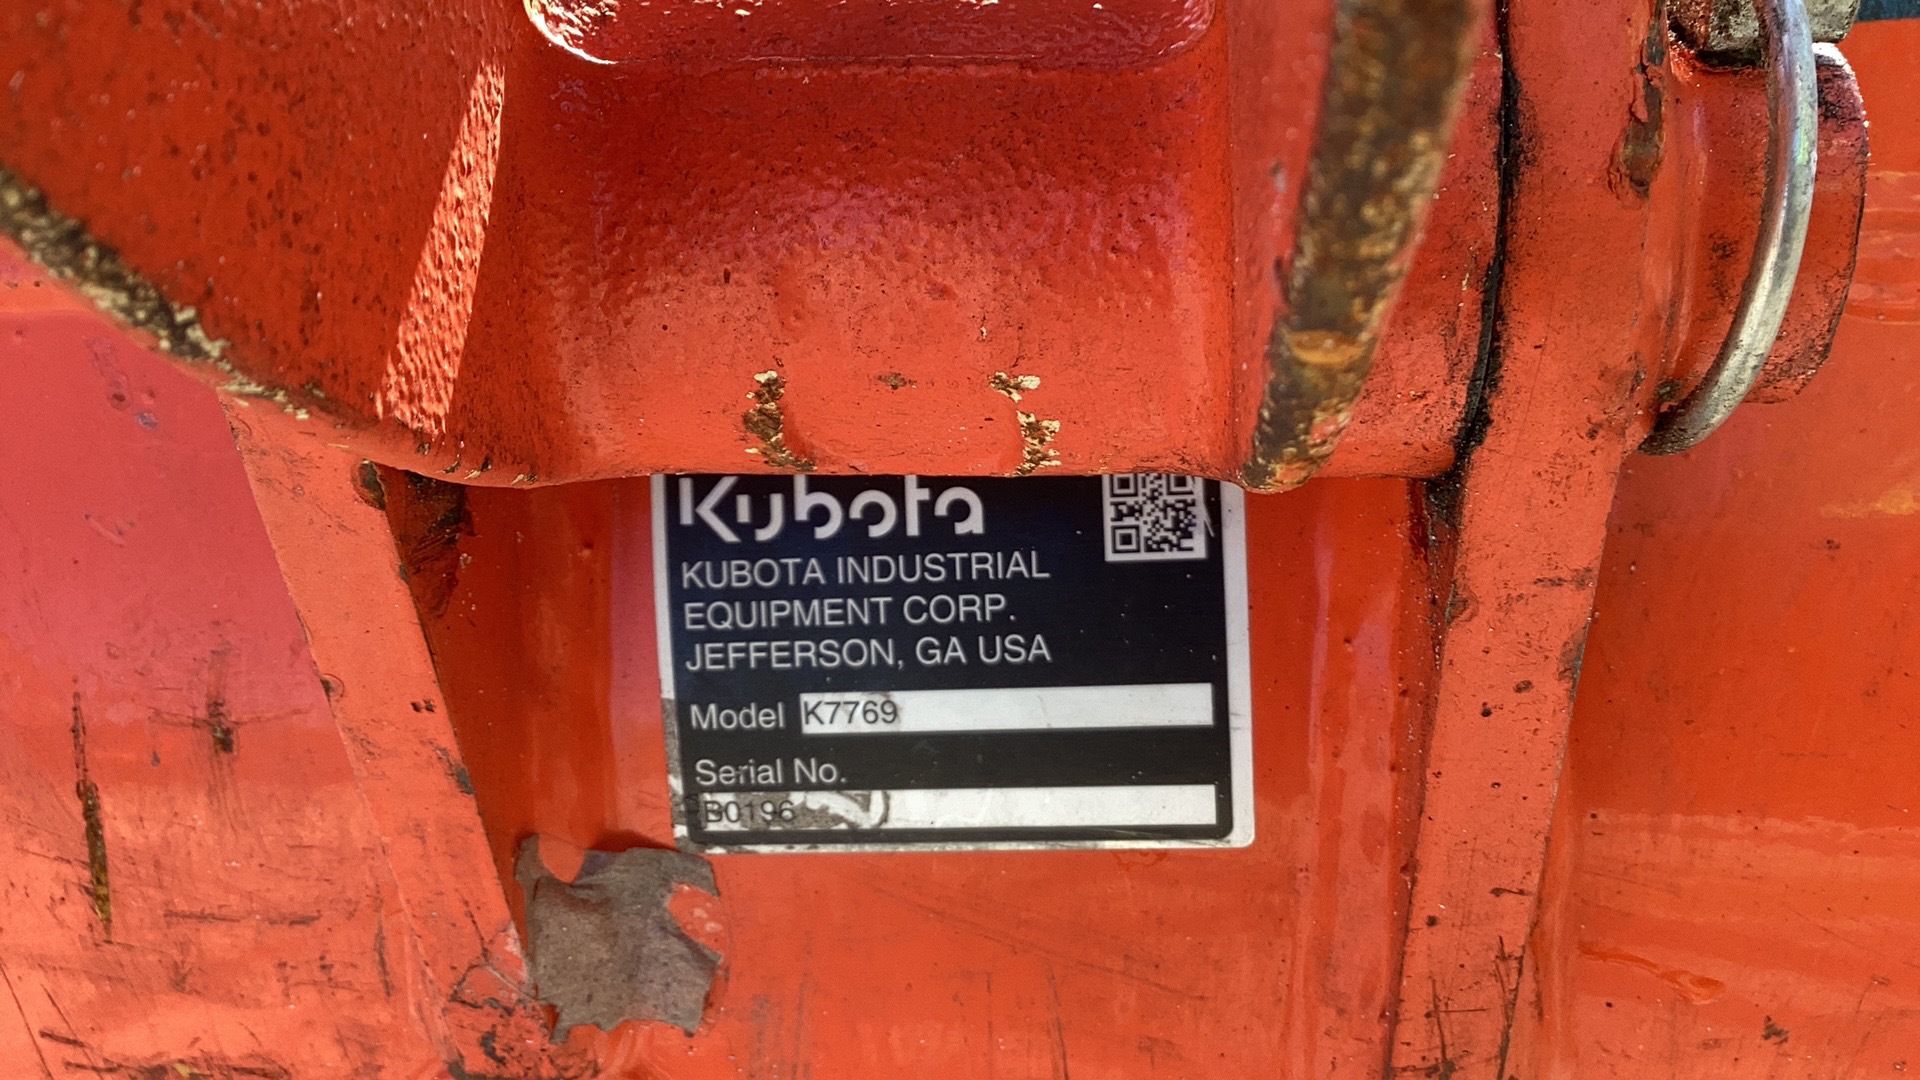 Kubota
KUBOTA INDUSTRIAL
EQUIPMENT CORP.
JEFFERSON, GA USA
Model K7769
Serial No.
B0196